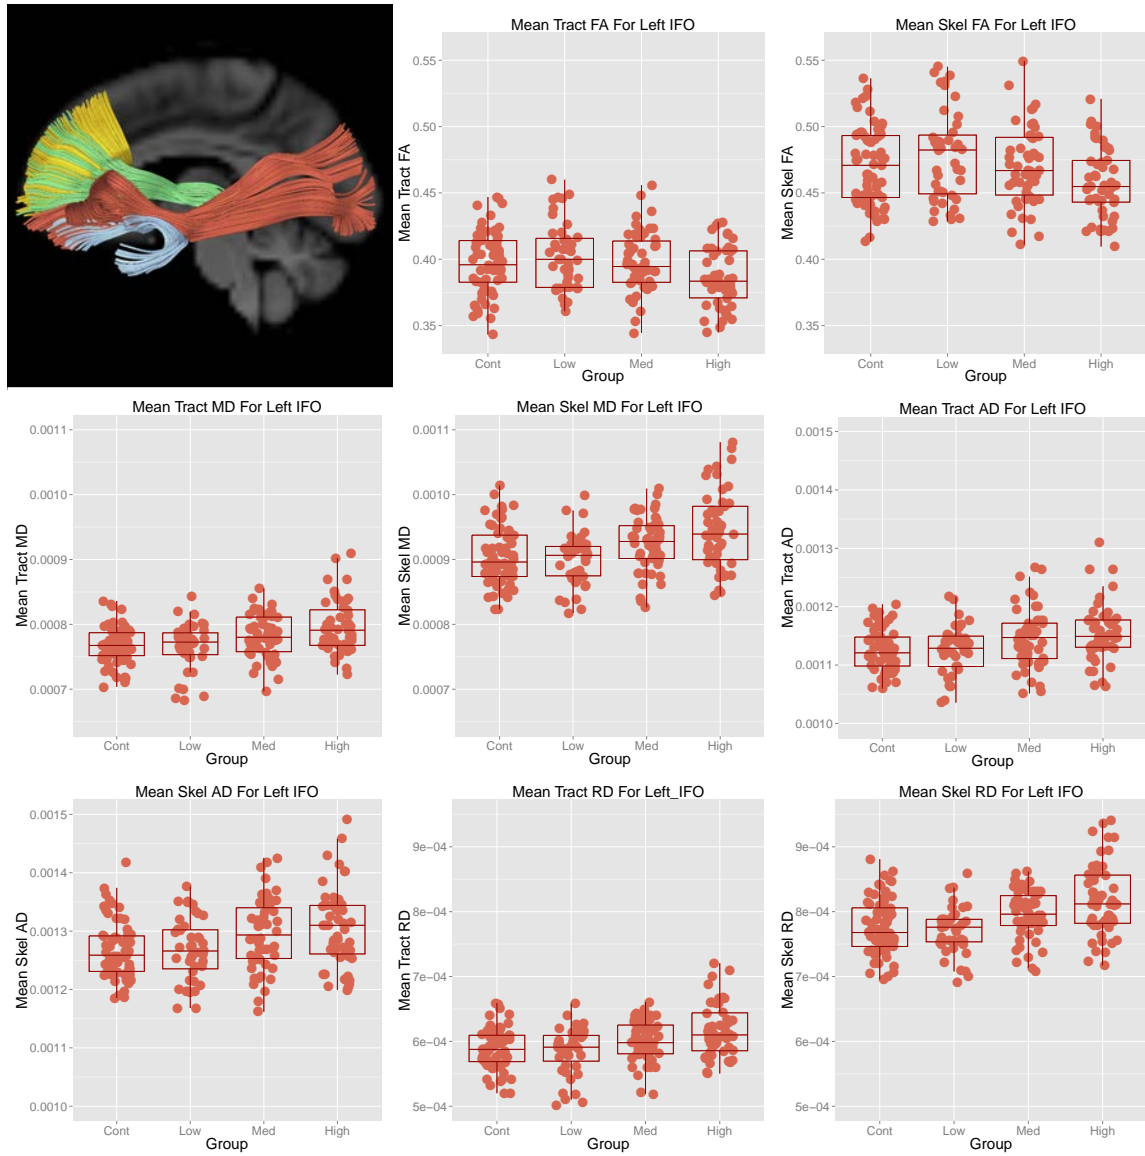 Mean Tract FA For Left IFO
Mean Tract FA
0.55
0.50
0.45
0.40
0.35
Cont Low Med High
Group
Mean Skel FA For Left IFO
Mean Skel FA
0.55
0.50
0.45
0.40
0.35
Cont Low Med High
Group
Mean Tract MD For Left IFO
Mean Tract MD
0.0011
0.0010
0.0009
0.0008
0.0007
Cont Low Med High
Group
Mean Skel MD For Left IFO
Mean Skel MD
0.0011
0.0010
0.0009
0.0008
0.0007
Cont Low Med High
Group
Mean Tract AD For Left IFO
Mean Tract AD
0.0015
0.0014
0.0013
0.0012
0.0011
0.0010
Cont Low Med High
Group
Mean Skel AD For Left IFO
Mean Skel AD
0.0015
0.0014
0.0013
0.0012
0.0011
0.0010
Cont Low Med High
Group
Mean Tract RD For Left_IFO
Mean Tract RD
9e−04
8e−04
7e−04
6e−04
5e−04
Cont Low Med High
Group
Mean Skel RD For Left IFO
Mean Skel RD
9e−04
8e−04
7e−04
6e−04
5e−04
Cont Low Med High
Group